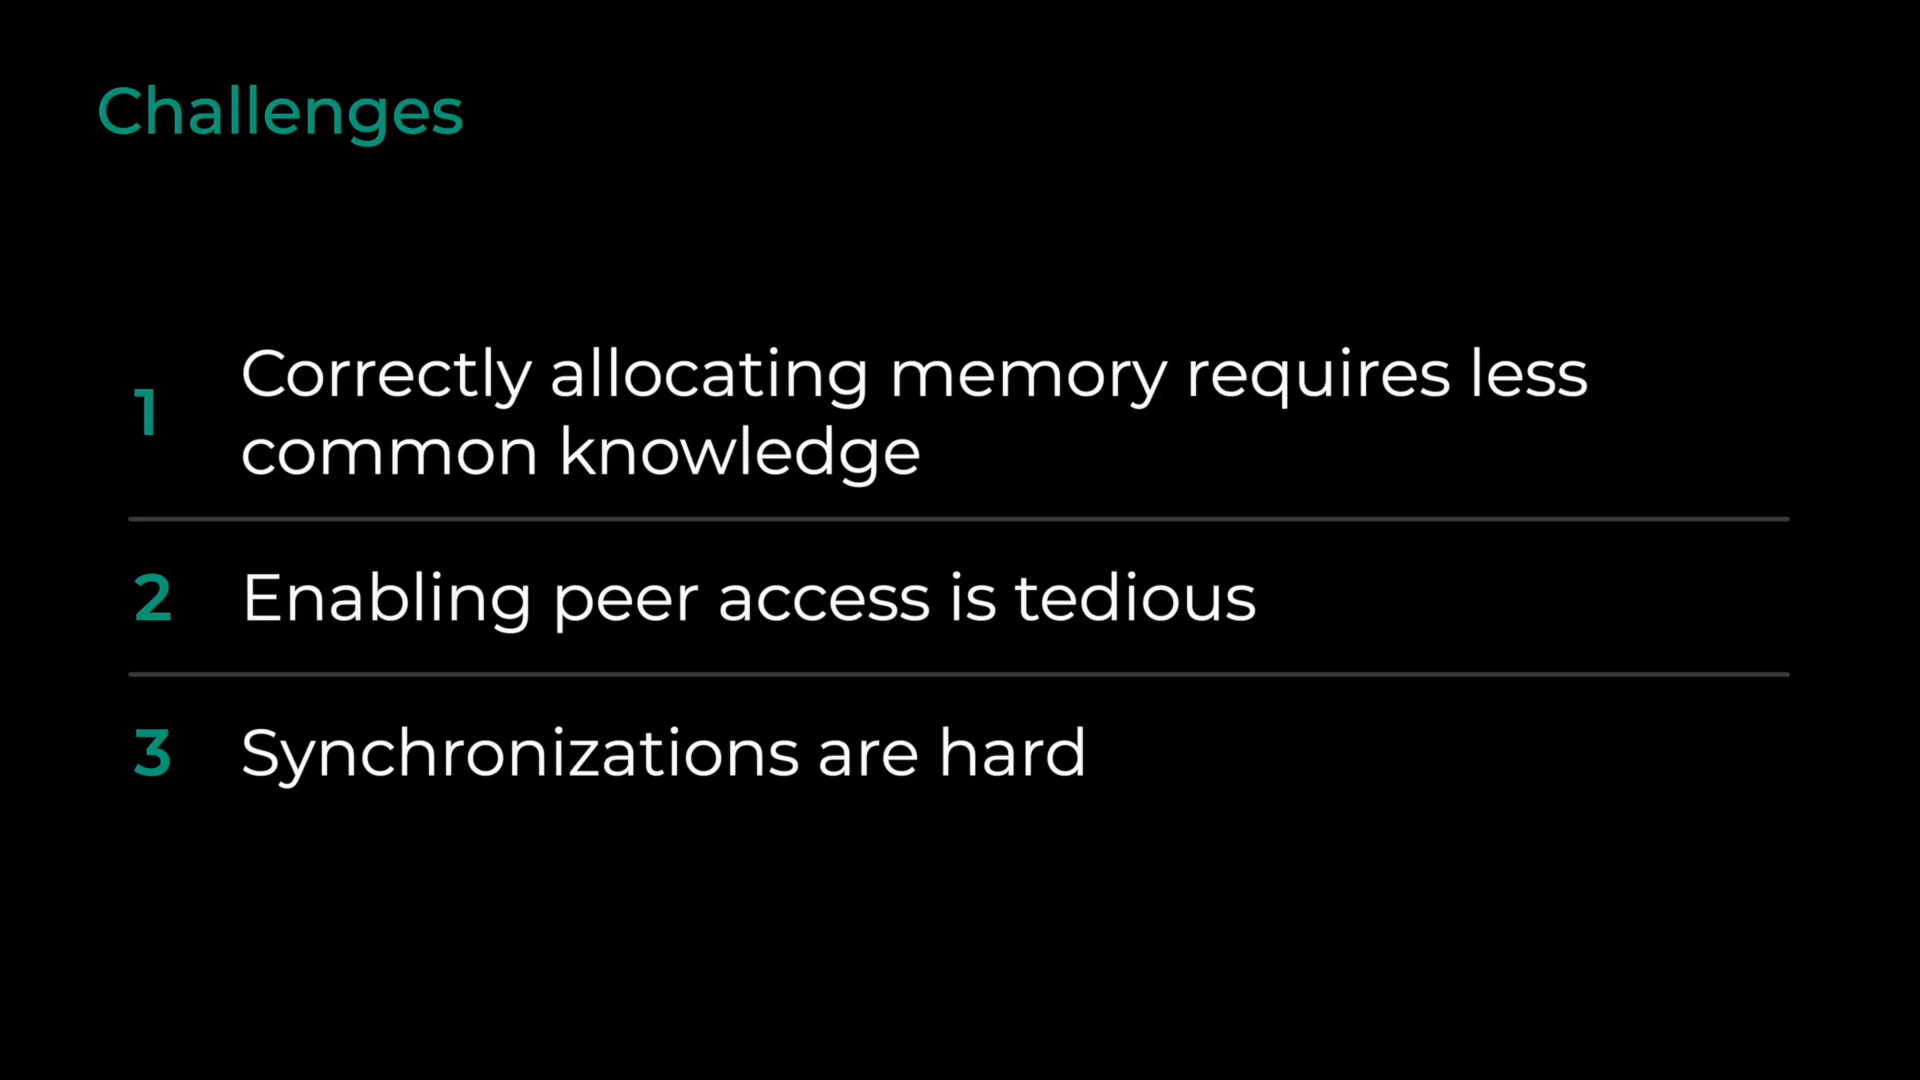 Challenges
1
Correctly allocating memory requires less
common knowledge
2
Enabling peer access is tedious
3
Synchronizations are hard